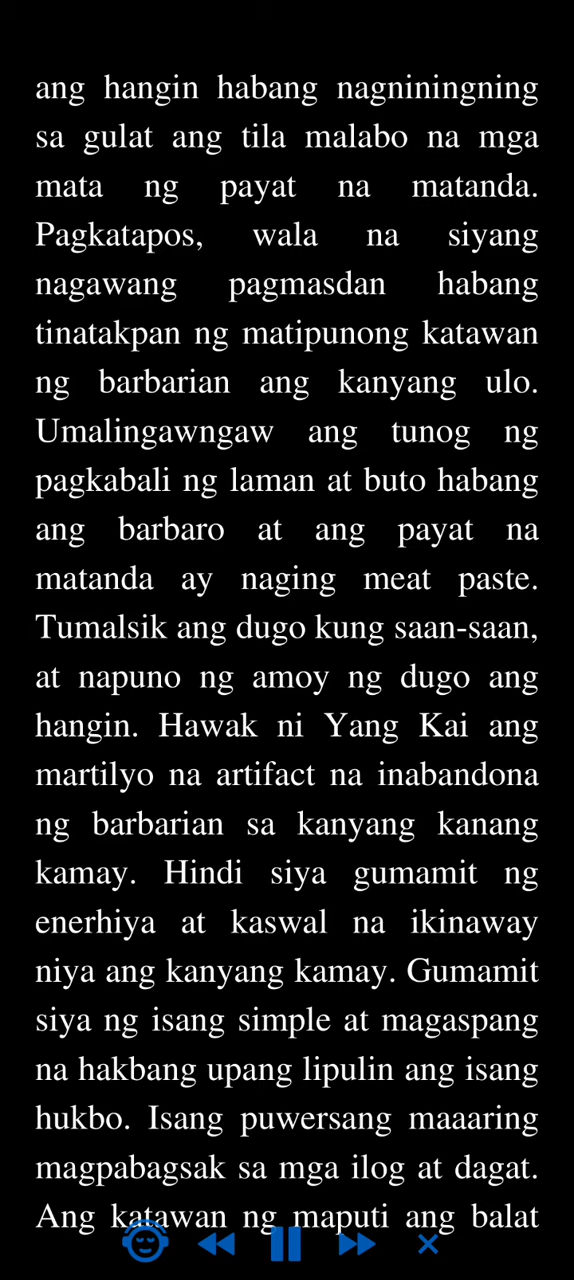 ang hangin habang nagniningning
sa gulat ang tila malabo na mga
mata ng payat na matanda.
Pagkatapos, wala na siyang
nagawang pagmasdan habang
tinatakpan ng matipunong katawan
ng barbarian ang kanyang ulo.
Umalingawngaw ang tunog ng
pagkabali ng laman at buto habang
ang barbaro at ang payat na
matanda ay naging meat paste.
Tumalsik ang dugo kung saan-saan,
at napuno ng amoy ng dugo ang
hangin. Hawak ni Yang Kai ang
martilyo na artifact na inabandona
ng barbarian sa kanyang kanang
kamay. Hindi siya gumamit ng
enerhiya at kaswal na ikinaway
niya ang kanyang kamay. Gumamit
siya ng isang simple at magaspang
na hakbang upang lipulin ang isang
hukbo. Isang puwersang maaaring
magpabagsak sa mga ilog at dagat.
Ang katawan ng maputi ang balat